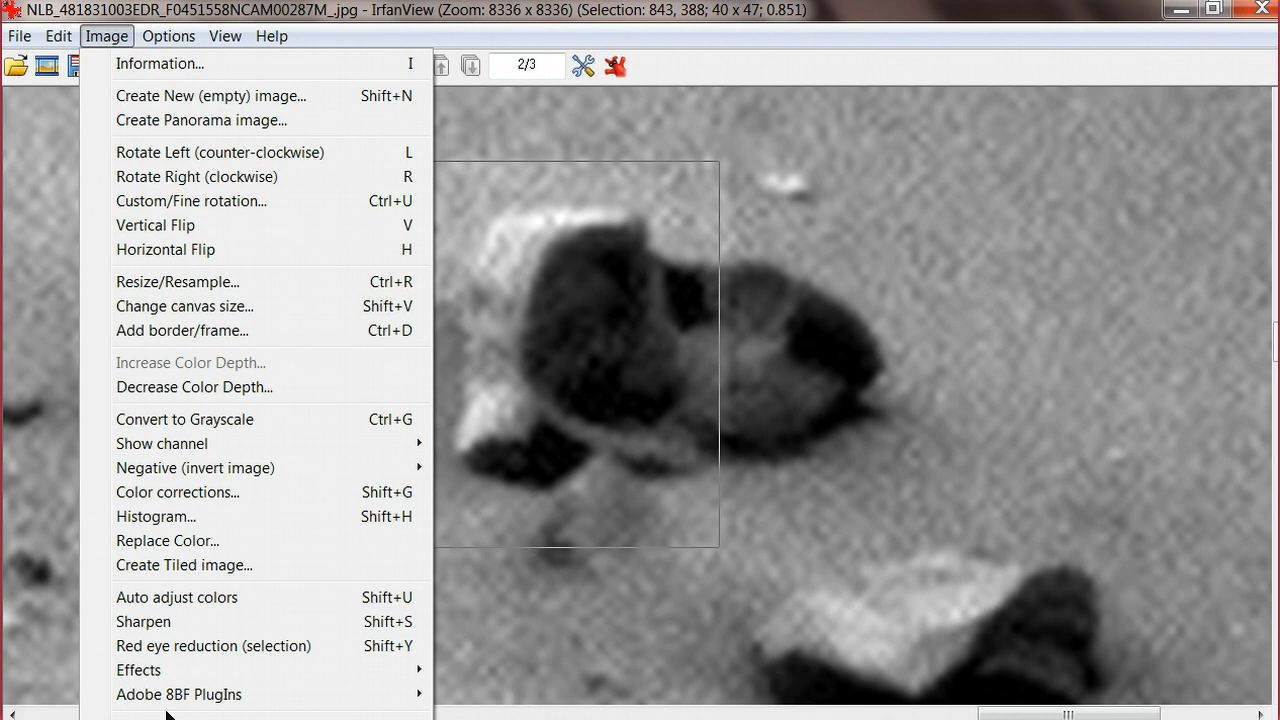 NLB_481831003EDR_F0451558NCAM00287M_.jpg - IrfanView (Zoom: 8336 x 8336) (Selection: 843, 388; 40 x 47; 0.851)
File Edit Image Options View Help
2/3
Information... I
Create New (empty) image... Shift+N
Create Panorama image...
Rotate Left (counter-clockwise) L
Rotate Right (clockwise) R
Custom/Fine rotation... Ctrl+U
Vertical Flip V
Horizontal Flip H
Resize/Resample... Ctrl+R
Change canvas size... Shift+V
Add border/frame... Ctrl+D
Increase Color Depth...
Decrease Color Depth...
Convert to Grayscale Ctrl+G
Show channel
Negative (invert image)
Color corrections... Shift+G
Histogram... Shift+H
Replace Color...
Create Tiled image...
Auto adjust colors Shift+U
Sharpen Shift+S
Red eye reduction (selection) Shift+Y
Effects
Adobe 8BF PlugIns